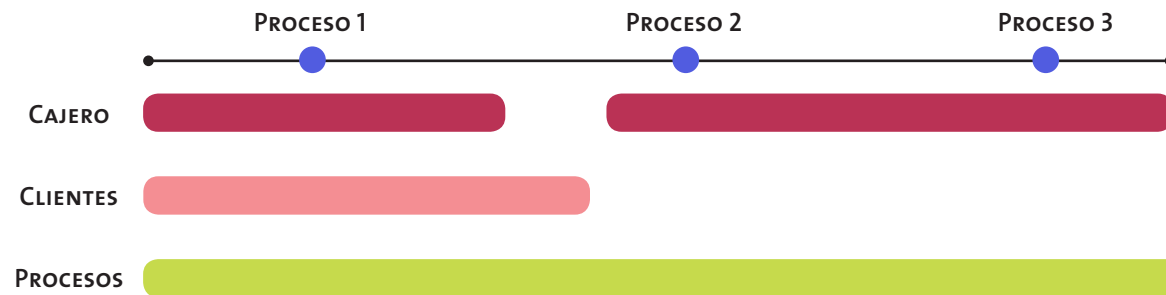 Proceso 1
Proceso 2
Proceso 3
Cajero
Clientes
Procesos